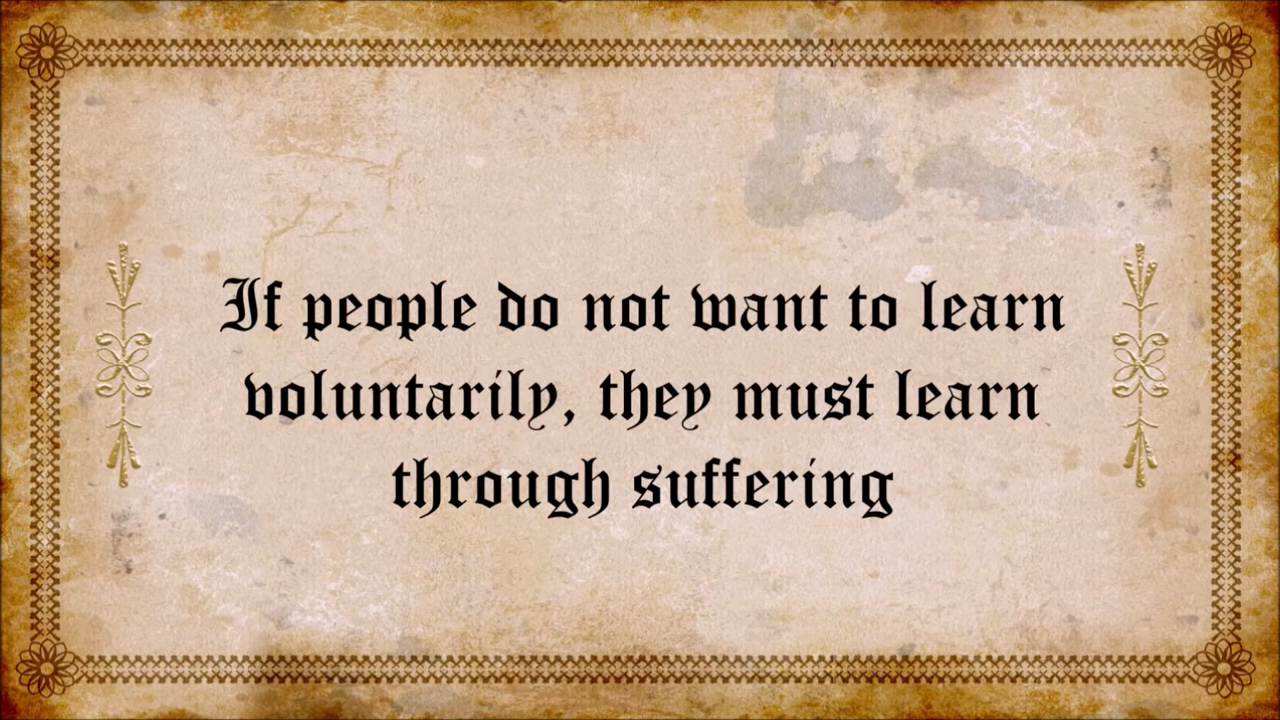 If people do not want to learn
voluntarily, they must learn
through suffering